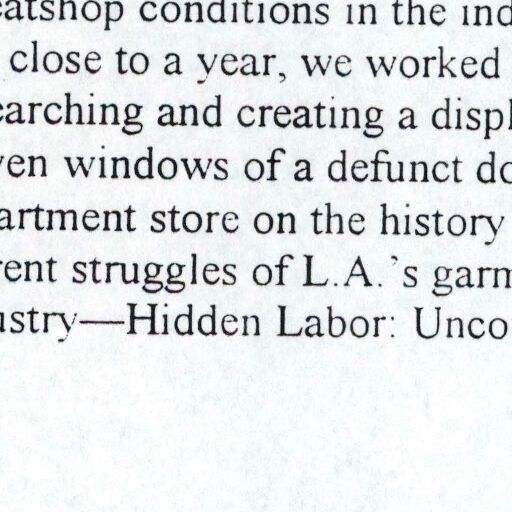 eatshop conditions in the ind
close to a year, we worked
earching and creating a displ
ven windows of a defunct do
artment store on the history
rent struggles of L.A.'s garm
ustry—Hidden Labor: Unco